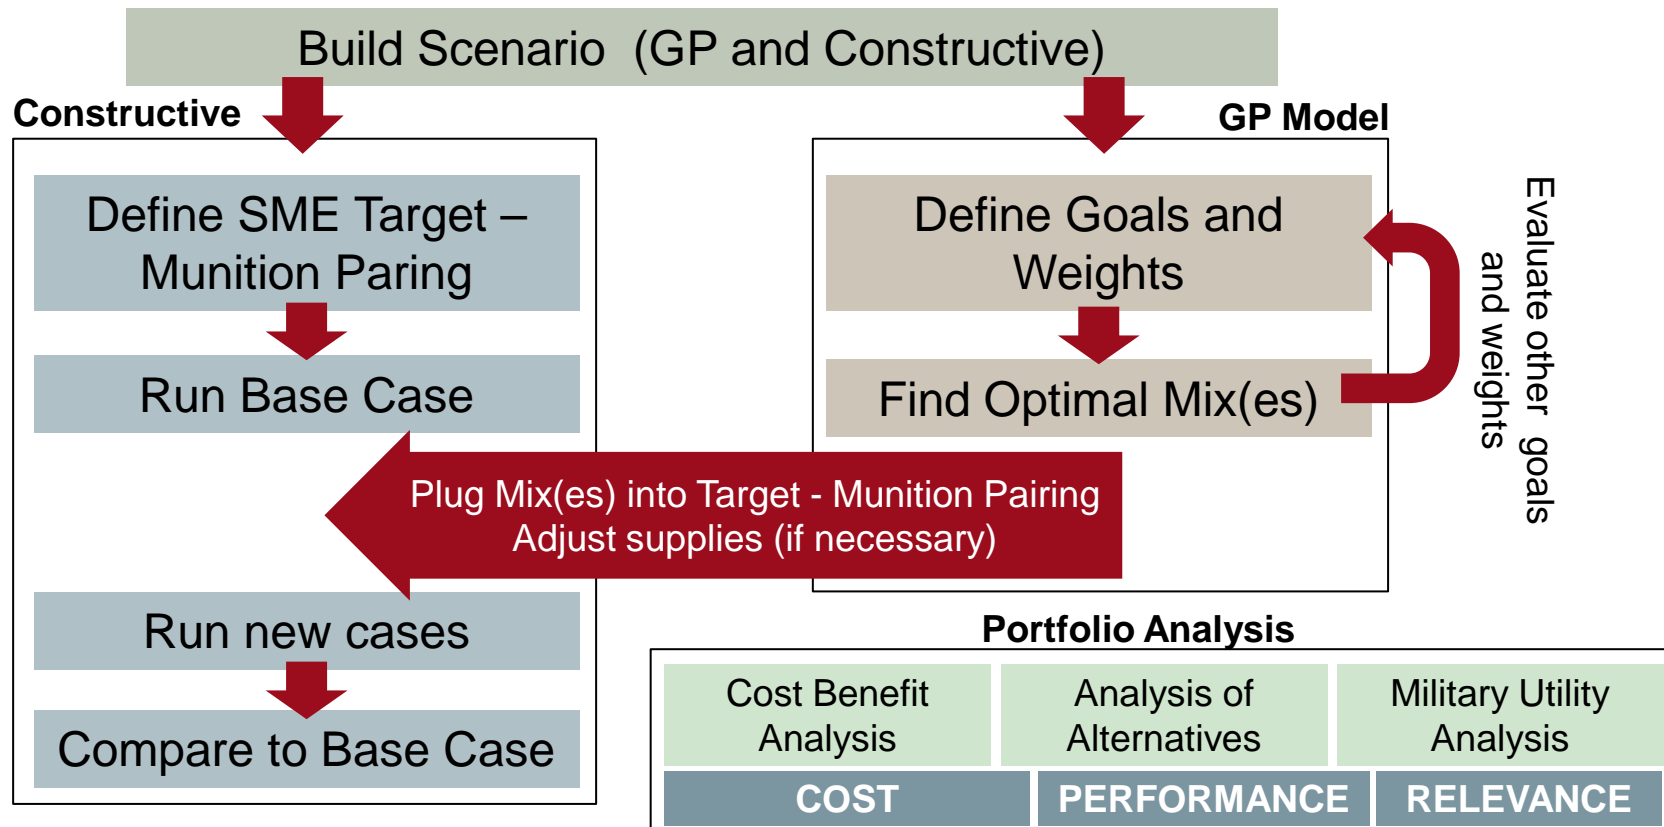 Build Scenario (GP and Constructive)
Constructive
Define SME Target –
Munition Paring
Run Base Case
GP Model
Define Goals and
Weights
Find Optimal Mix(es)
Evaluate other goals
and weights
Plug Mix(es) into Target - Munition Pairing
Adjust supplies (if necessary)
Run new cases
Compare to Base Case
Portfolio Analysis
Cost Benefit
Analysis
Analysis of
Alternatives
Military Utility
Analysis
COST
PERFORMANCE
RELEVANCE